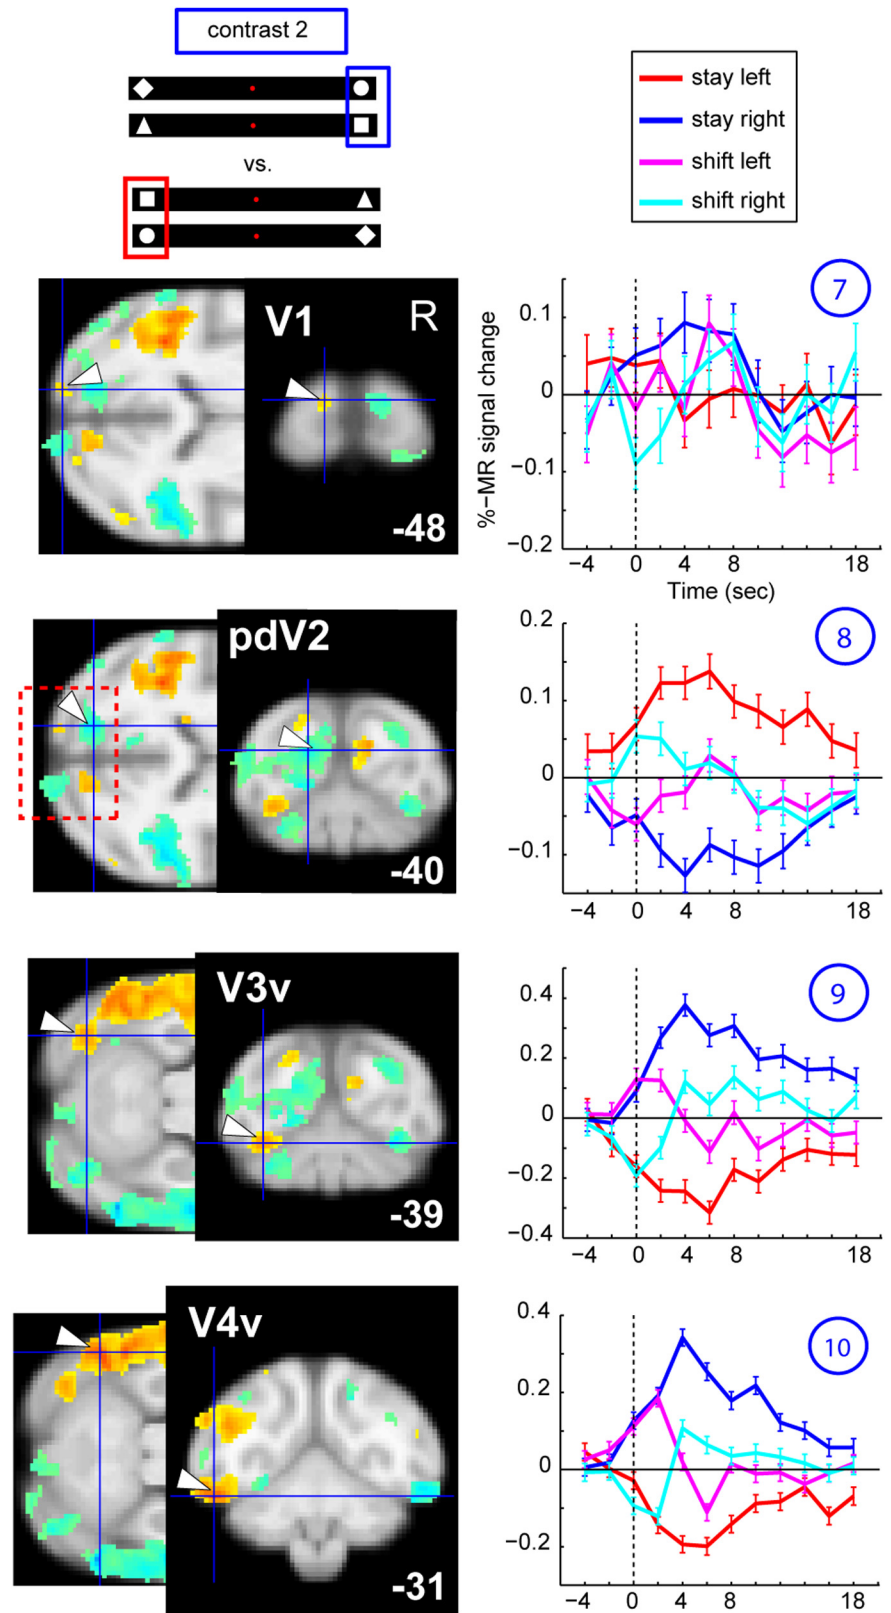 contrast 2
vs.
stay left
stay right
shift left
shift right
V1
R
-48
7
%-MR signal change
0.1
0
−0.1
−0.2
−4 0 4 8 18
Time (sec)
pdV2
-40
8
0.2
0.1
0
−0.1
−4 0 4 8 18
V3v
-39
9
0.4
0.2
0
−0.2
0.4
−4 0 4 8 18
V4v
-31
10
0.4
0.2
0
−0.2
−4 0 4 8 18